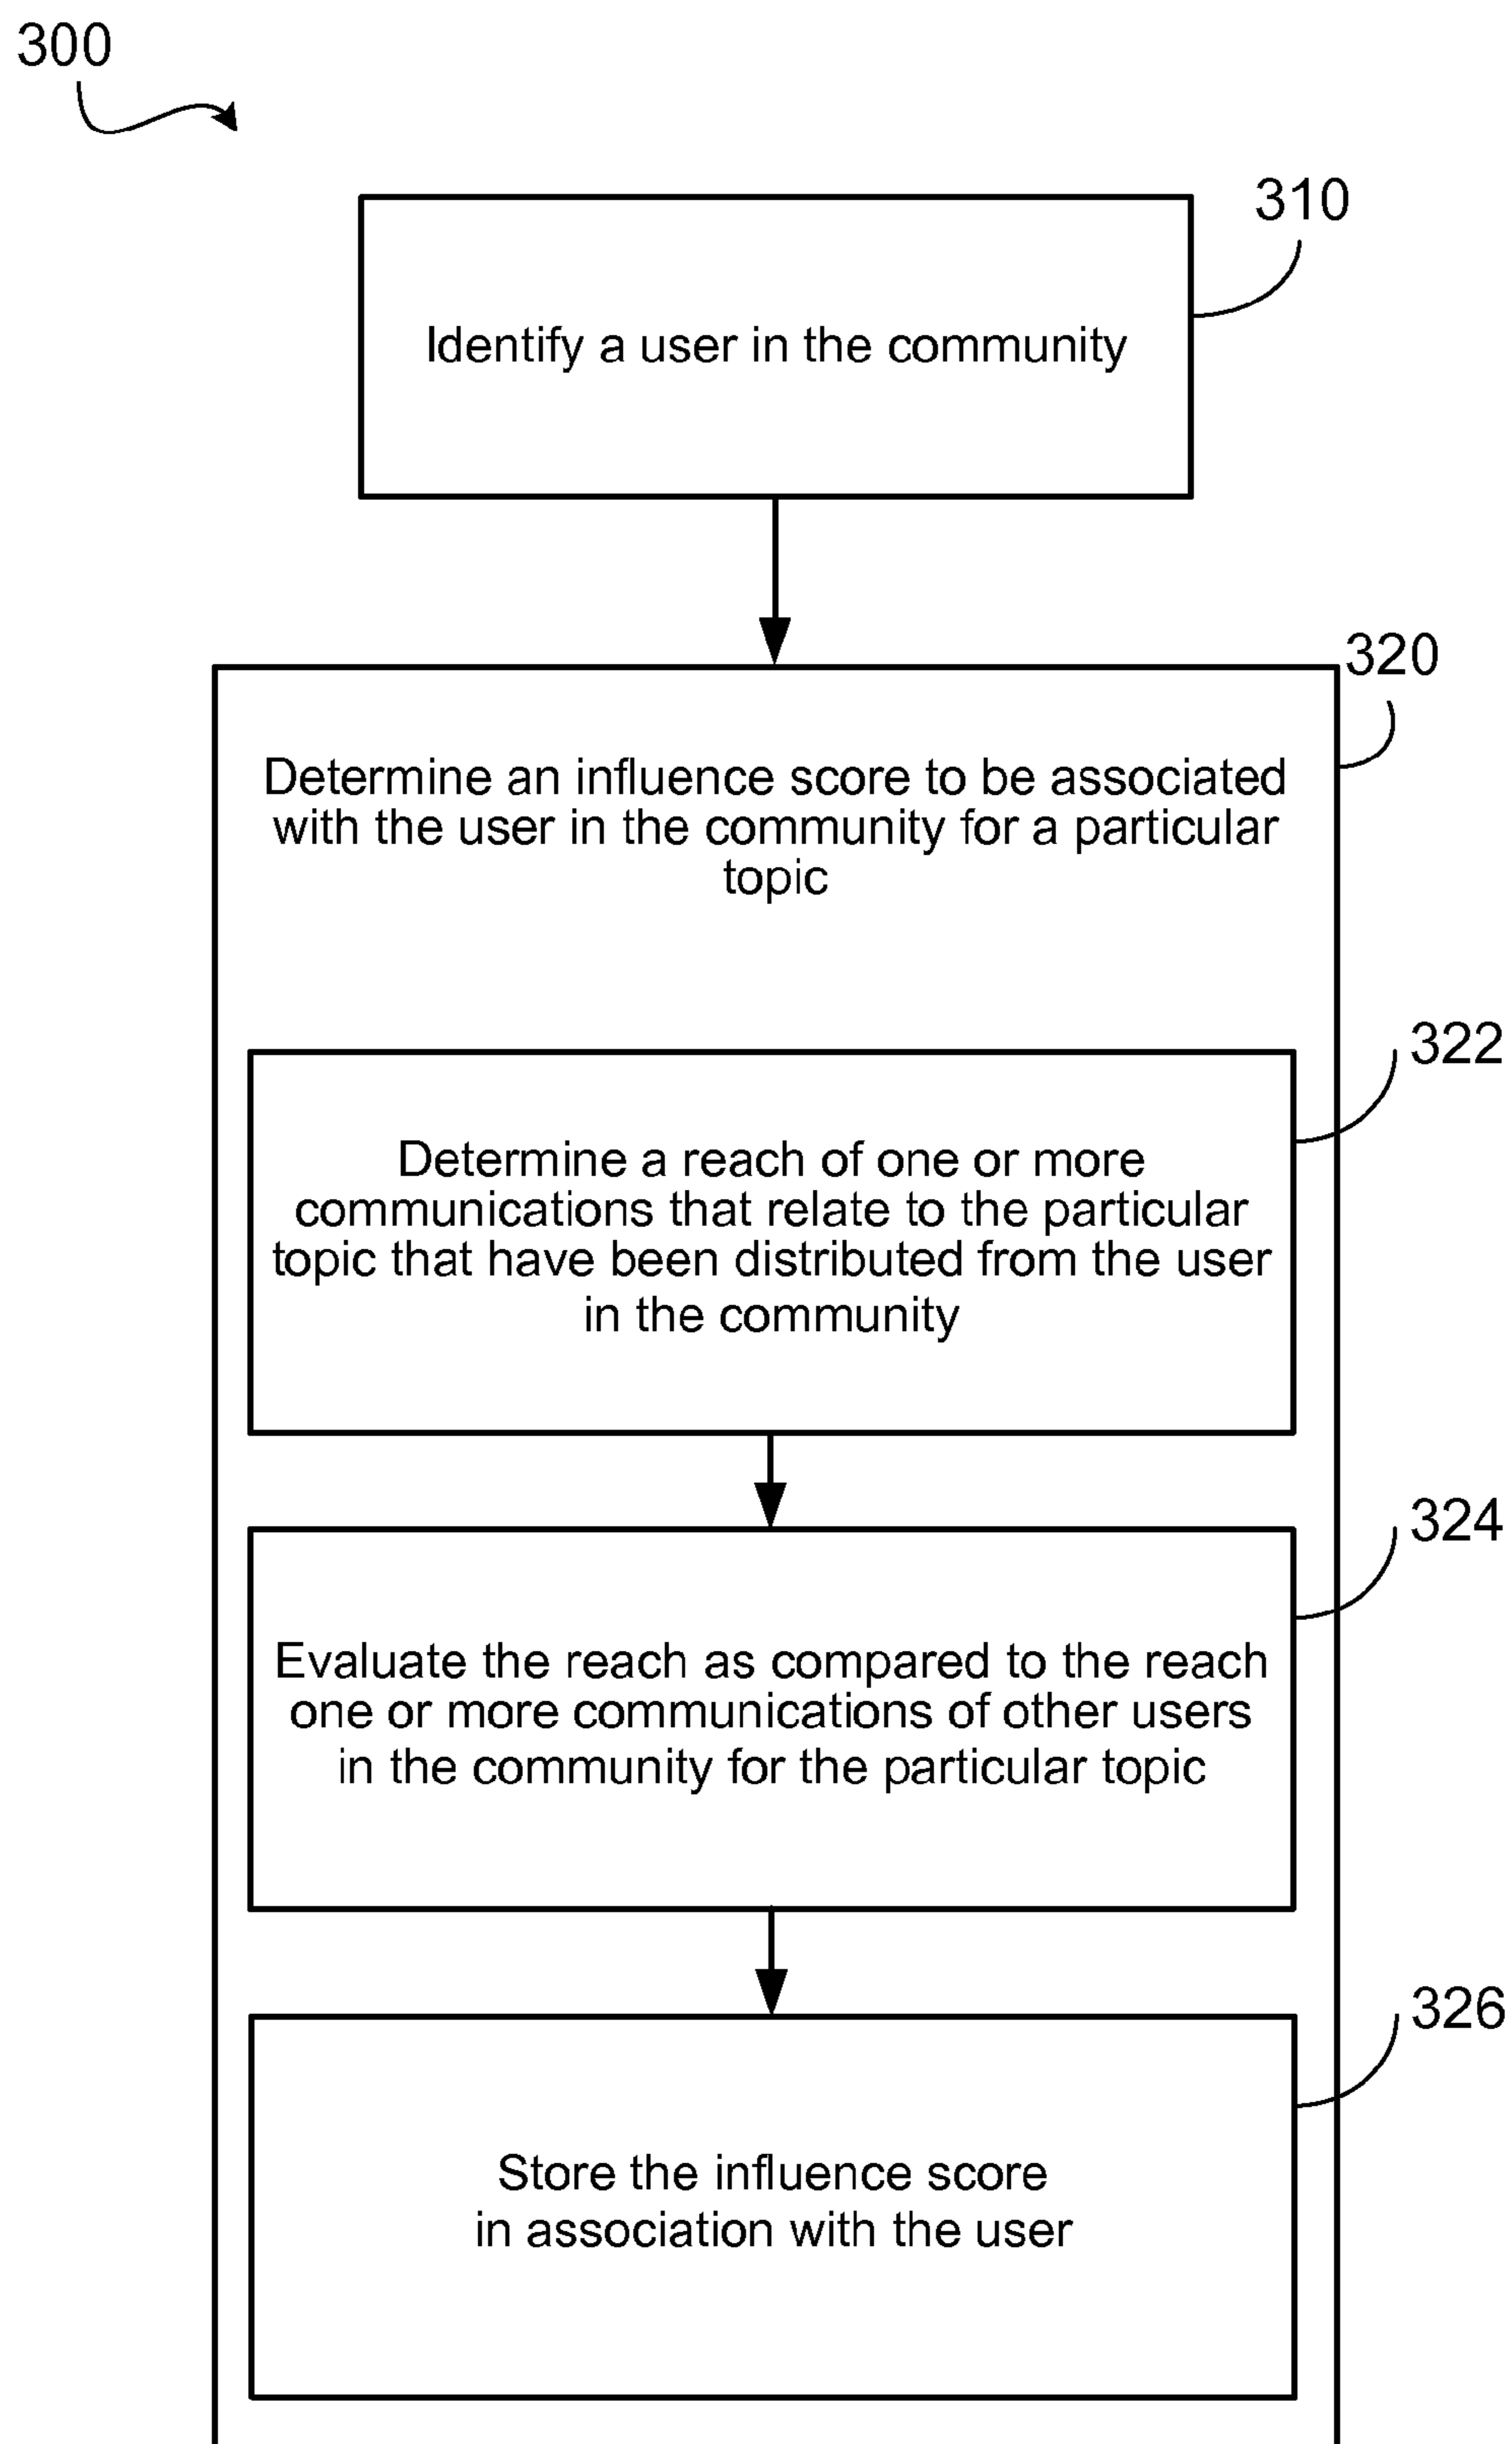 300
310
Identify a user in the community
320
Determine an influence score to be associated
with the user in the community for a particular
topic
322
Determine a reach of one or more
communications that relate to the particular
topic that have been distributed from the user
in the community
324
Evaluate the reach as compared to the reach
one or more communications of other users
in the community for the particular topic
326
Store the influence score
in association with the user